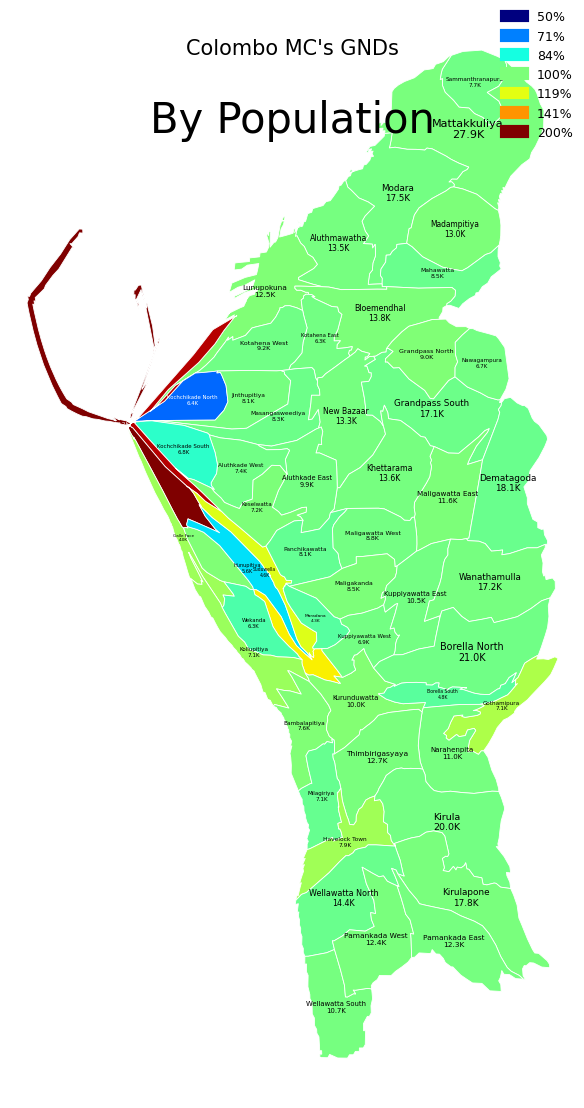 Colombo MC's GNDs
By Population
50%
71%
84%
100%
119%
141%
200%
Sammanthranapur..
7.7K
Mattakkuliya
27.9K
Modara
17.5K
Madampitiya
13.0K
Aluthmawatha
13.5K
Mahawatta
8.5K
Lunupokuna
12.5K
Bloemendhal
13.8K
Kotahena East
6.3K
Kotahena West
9.2K
Grandpass North
9.0K
Nawagampura
6.7K
Kochchikade North
6.4K
Jinthupitiya
8.1K
Masangasweediya
8.3K
New Bazaar
13.3K
Grandpass South
17.1K
Kochchikade South
6.8K
Aluthkade West
7.4K
Aluthkade East
9.9K
Khettarama
13.6K
Dematagoda
18.1K
Maligawatta East
11.6K
Keselwatta
7.2K
Galle Face
4.0K
Maligawatta West
8.8K
Panchikawatta
8.1K
Hunupitiya
5.6K
4.6K
Maligakanda
8.5K
Wanathamulla
17.2K
Kuppiyawatta East
10.5K
Maradana
4.3K
Wekanda
6.3K
Kuppiyawatta West
6.9K
Kollupitiya
7.1K
Borella North
21.0K
Borella South
4.8K
Kurunduwatta
10.0K
Gothamipura
7.1K
Bambalapitiya
7.6K
Thimbirigasyaya
12.7K
Narahenpita
11.0K
Milagiriya
7.1K
Kirula
20.0K
Havelock Town
7.9K
Wellawatta North
14.4K
Kirulapone
17.8K
Pamankada West
12.4K
Pamankada East
12.3K
Wellawatta South
10.7K